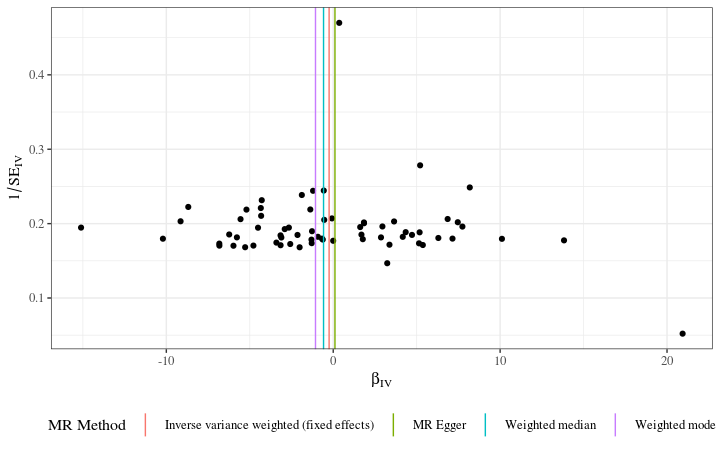 0.4
0.3
0.2
0.1
1/SE_IV
-10 0 10 20
β_IV
MR Method Inverse variance weighted (fixed effects) MR Egger Weighted median Weighted mode